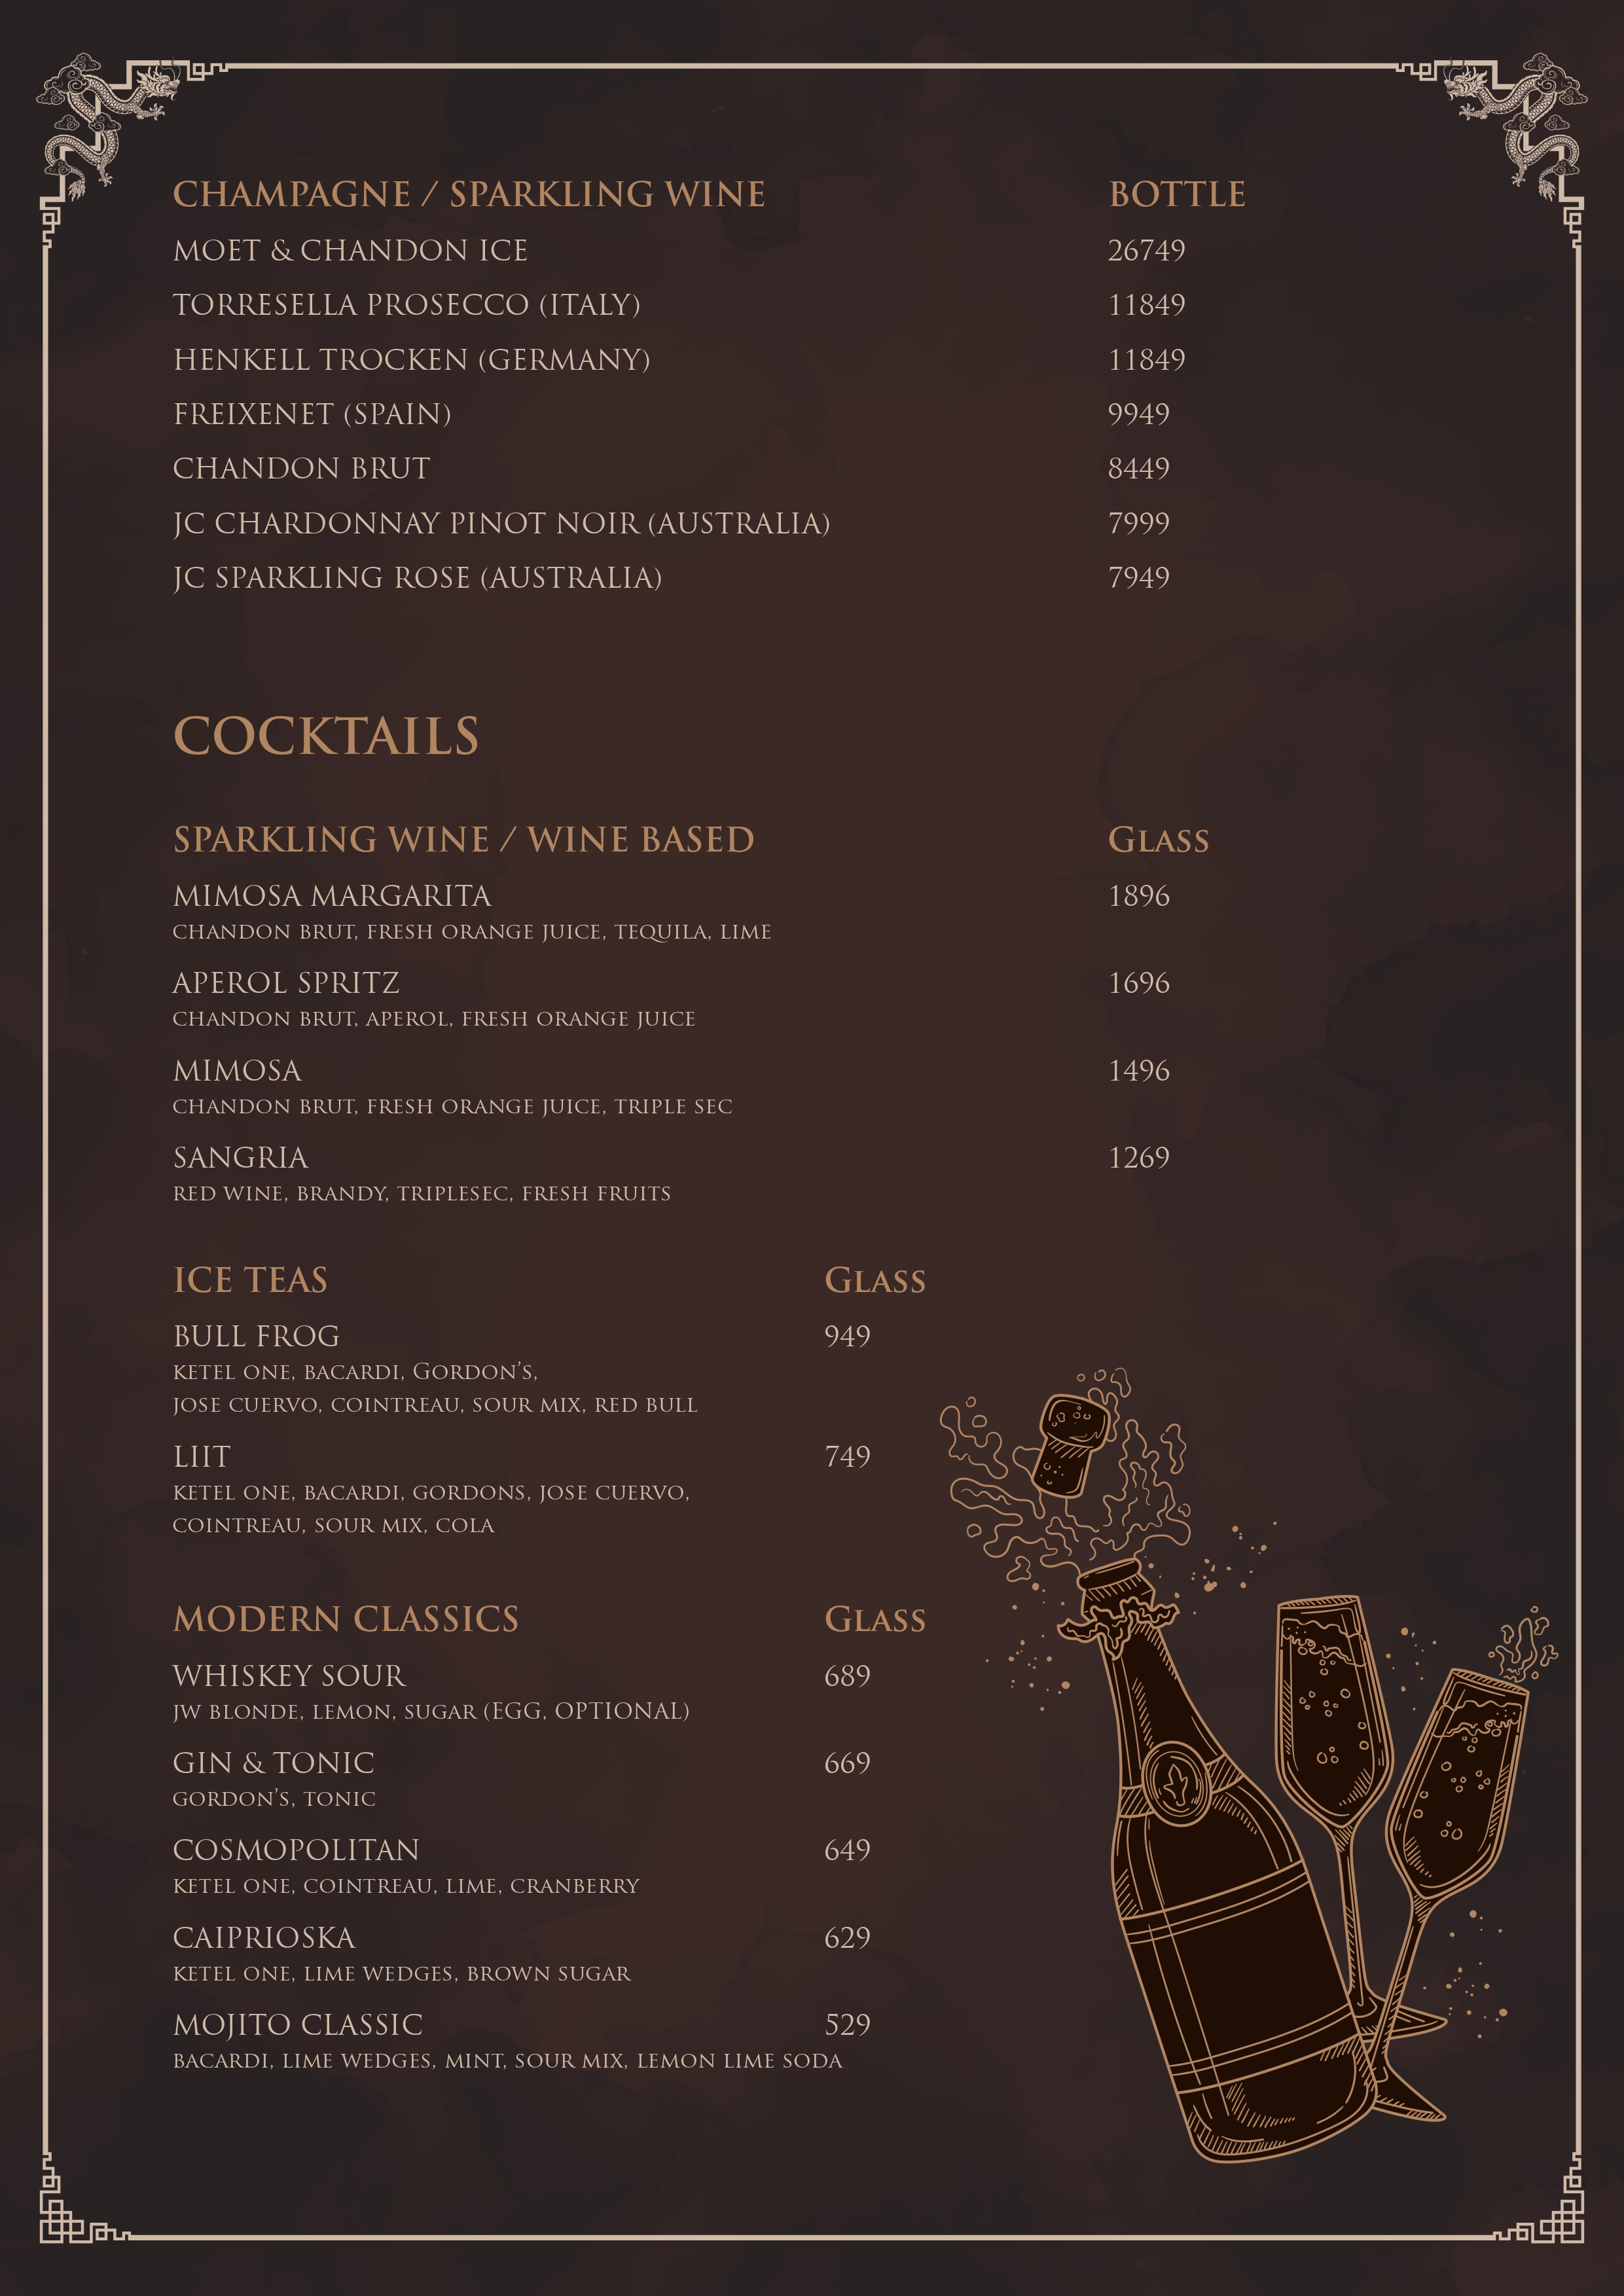 CHAMPAGNE / SPARKLING WINE BOTTLE
MOET & CHANDON ICE 26749
TORRESELLA PROSECCO (ITALY) 11849
HENKELL TROCKEN (GERMANY) 11849
FREIXENET (SPAIN) 9949
CHANDON BRUT 8449
JC CHARDONNAY PINOT NOIR (AUSTRALIA) 7999
JC SPARKLING ROSE (AUSTRALIA) 7949
COCKTAILS
SPARKLING WINE / WINE BASED Glass
MIMOSA MARGARITA 1896
chandon brut, fresh orange juice, tequila, lime
APEROL SPRITZ 1696
chandon brut, aperol, fresh orange juice
MIMOSA 1496
chandon brut, fresh orange juice, triple sec
SANGRIA 1269
red wine, brandy, triplesec, fresh fruits
ICE TEAS Glass
BULL FROG 949
ketel one, bacardi, Gordon's,
jose cuervo, cointreau, sour mix, red bull
LIIT 749
ketel one, bacardi, gordons, jose cuervo,
cointreau, sour mix, cola
MODERN CLASSICS Glass
WHISKEY SOUR 689
jw blonde, lemon, sugar (EGG, OPTIONAL)
GIN & TONIC 669
gordon's, tonic
COSMOPOLITAN 649
ketel one, cointreau, lime, cranberry
CAIPRIOSKA 629
ketel one, lime wedges, brown sugar
MOJITO CLASSIC 529
bacardi, lime wedges, mint, sour mix, lemon lime soda